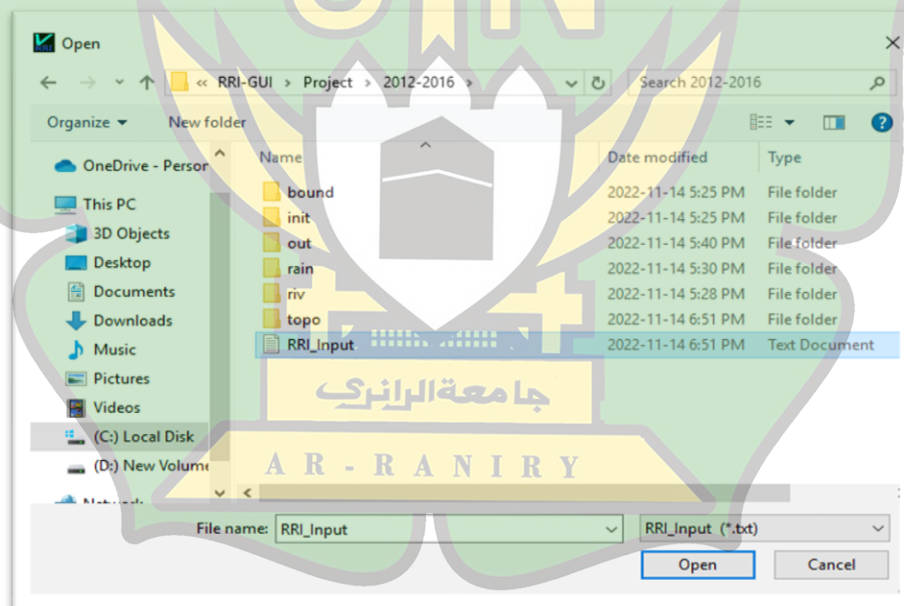 Open
« RRI-GUI › Project › 2012-2016 ›
Search 2012-2016
Organize
New folder
OneDrive - Person
This PC
3D Objects
Desktop
Documents
Downloads
Music
Pictures
Videos
(C:) Local Disk
(D:) New Volume
Network
Name Date modified Type
bound 2022-11-14 5:25 PM File folder
init 2022-11-14 5:25 PM File folder
out 2022-11-14 5:40 PM File folder
rain 2022-11-14 5:30 PM File folder
riv 2022-11-14 5:28 PM File folder
topo 2022-11-14 6:51 PM File folder
RRI_Input 2022-11-14 6:51 PM Text Document
جامعةالرانري
AR-RANIRY
File name: RRI_Input RRI_Input (*.txt)
Open Cancel